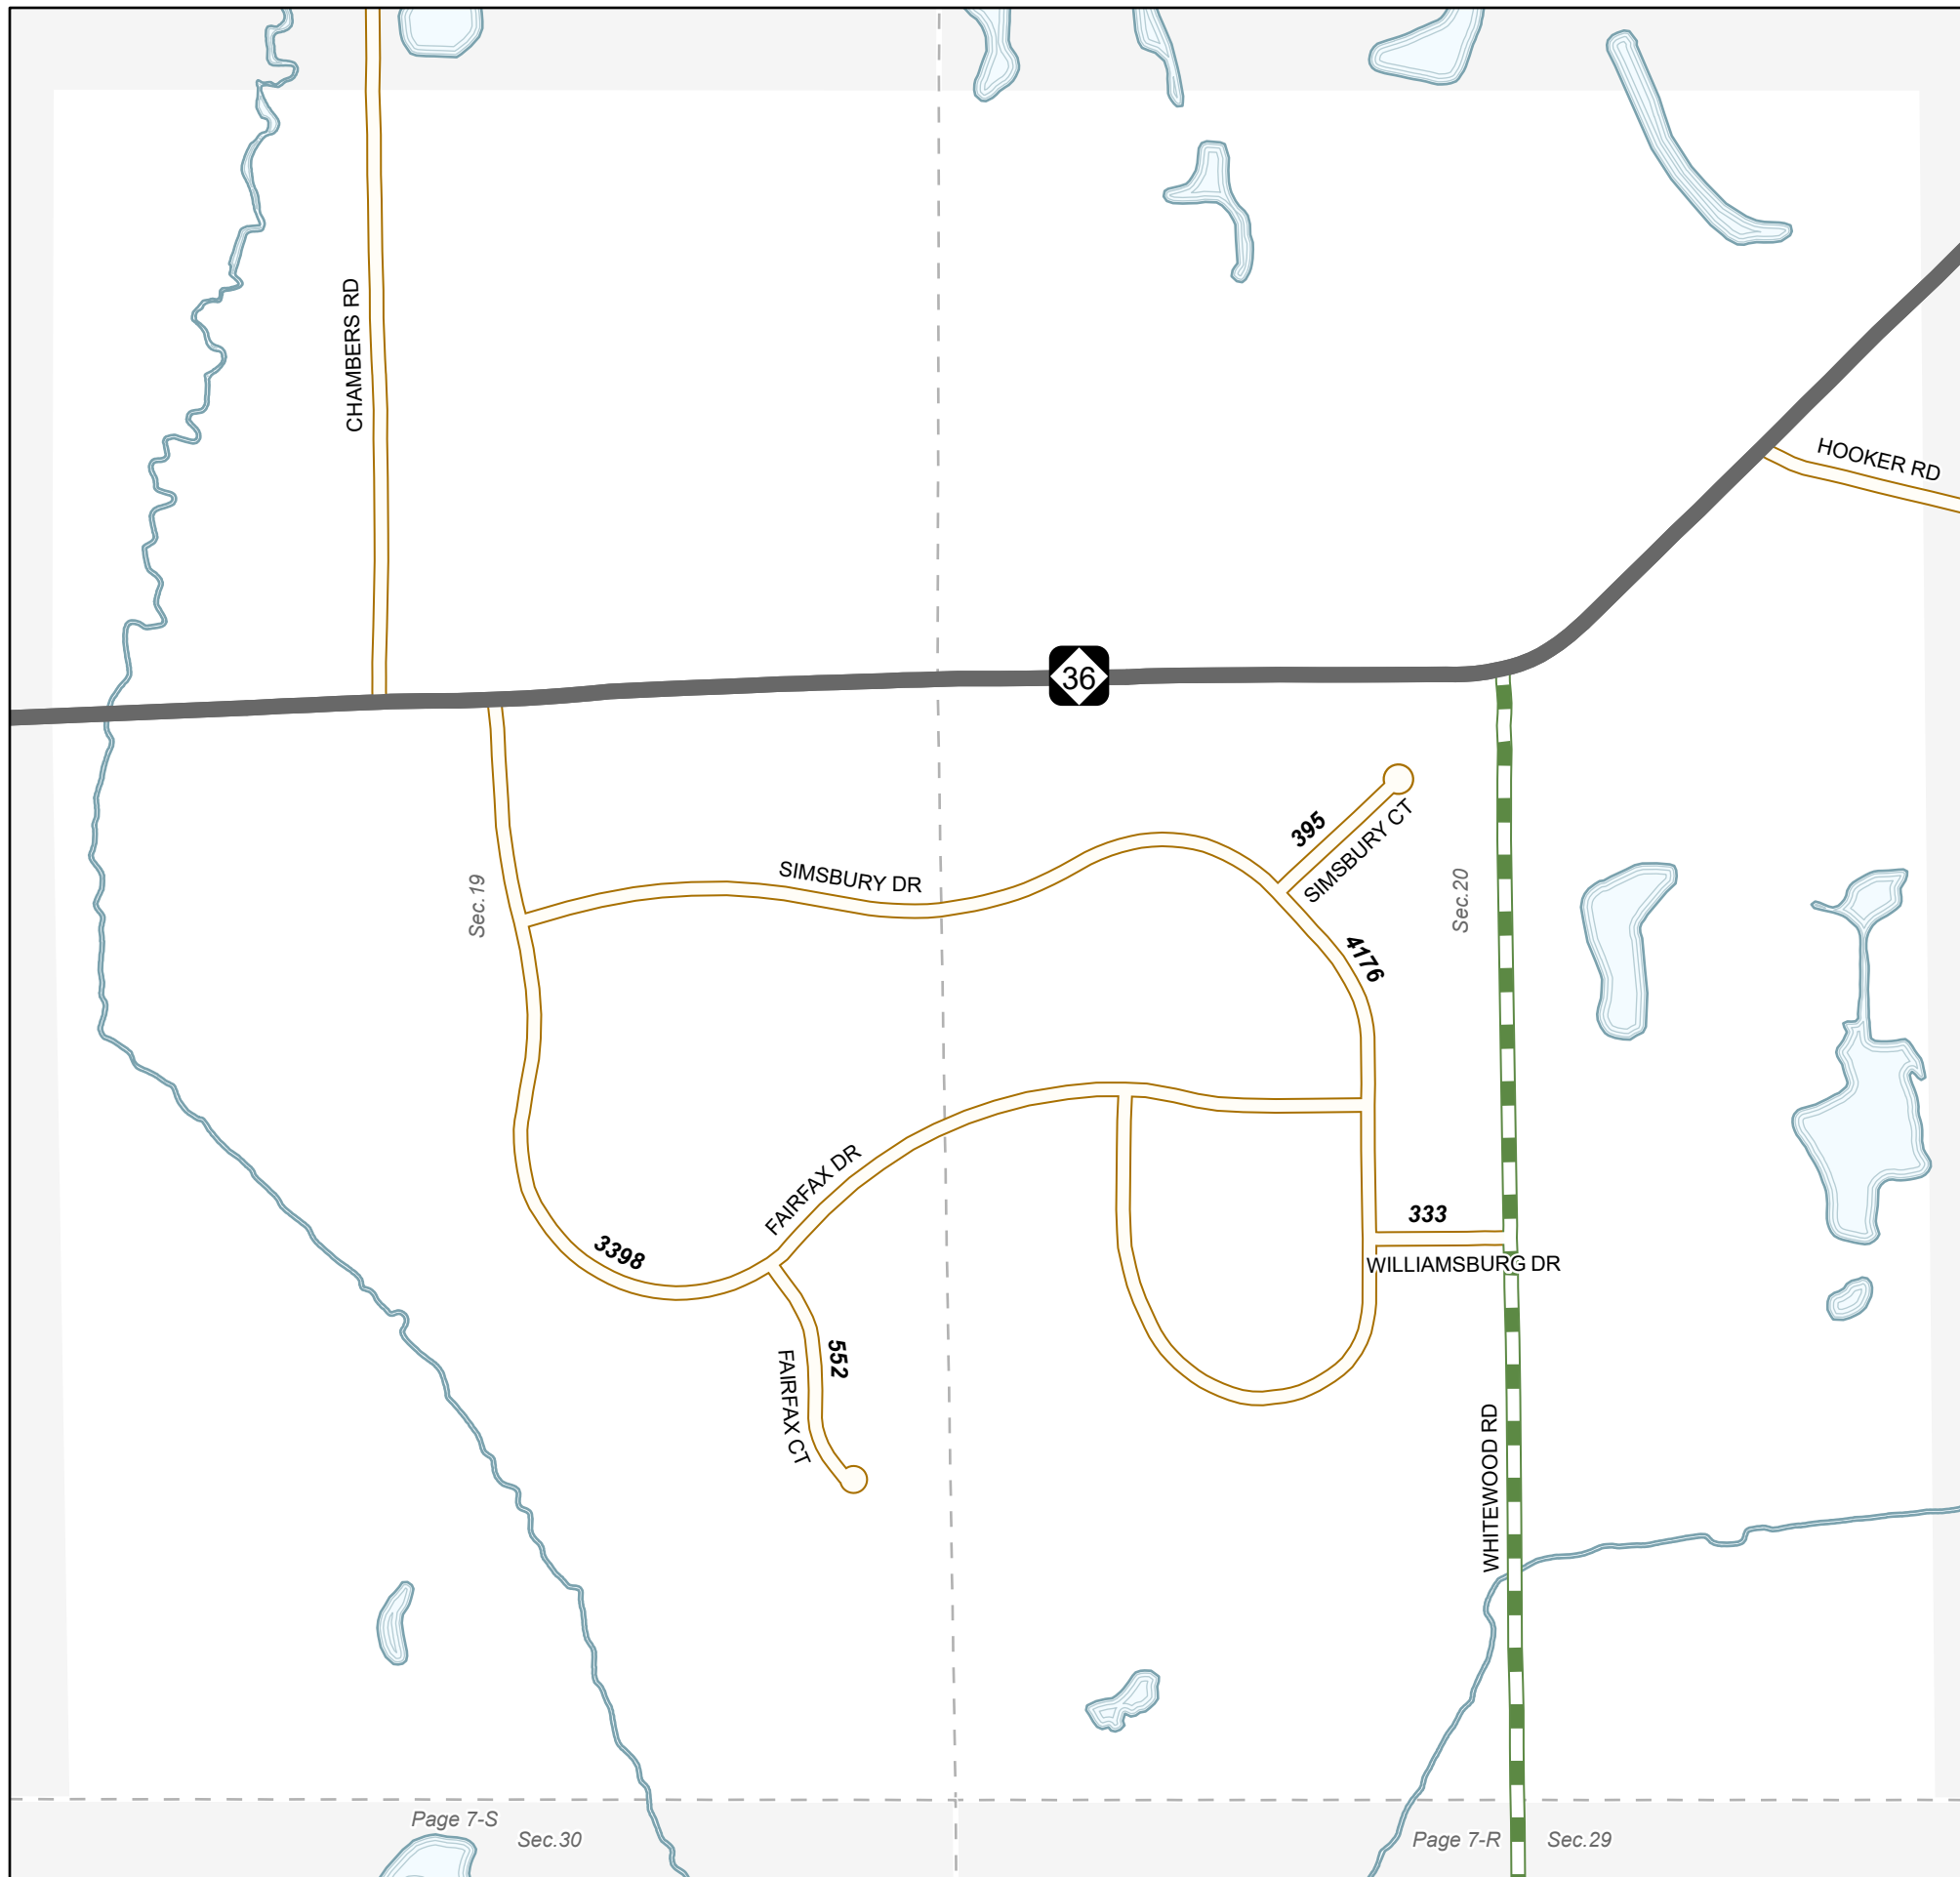 CHAMBERS RD
HOOKER RD
36
395
SIMSBURY CT
SIMSBURY DR
Sec.19
Sec.20
4176
FAIRFAX DR
333
WILLIAMSBURG DR
3398
552
FAIRFAX CT
WHITEWOOD RD
Page 7-S
Sec.30
Page 7-R
Sec.29